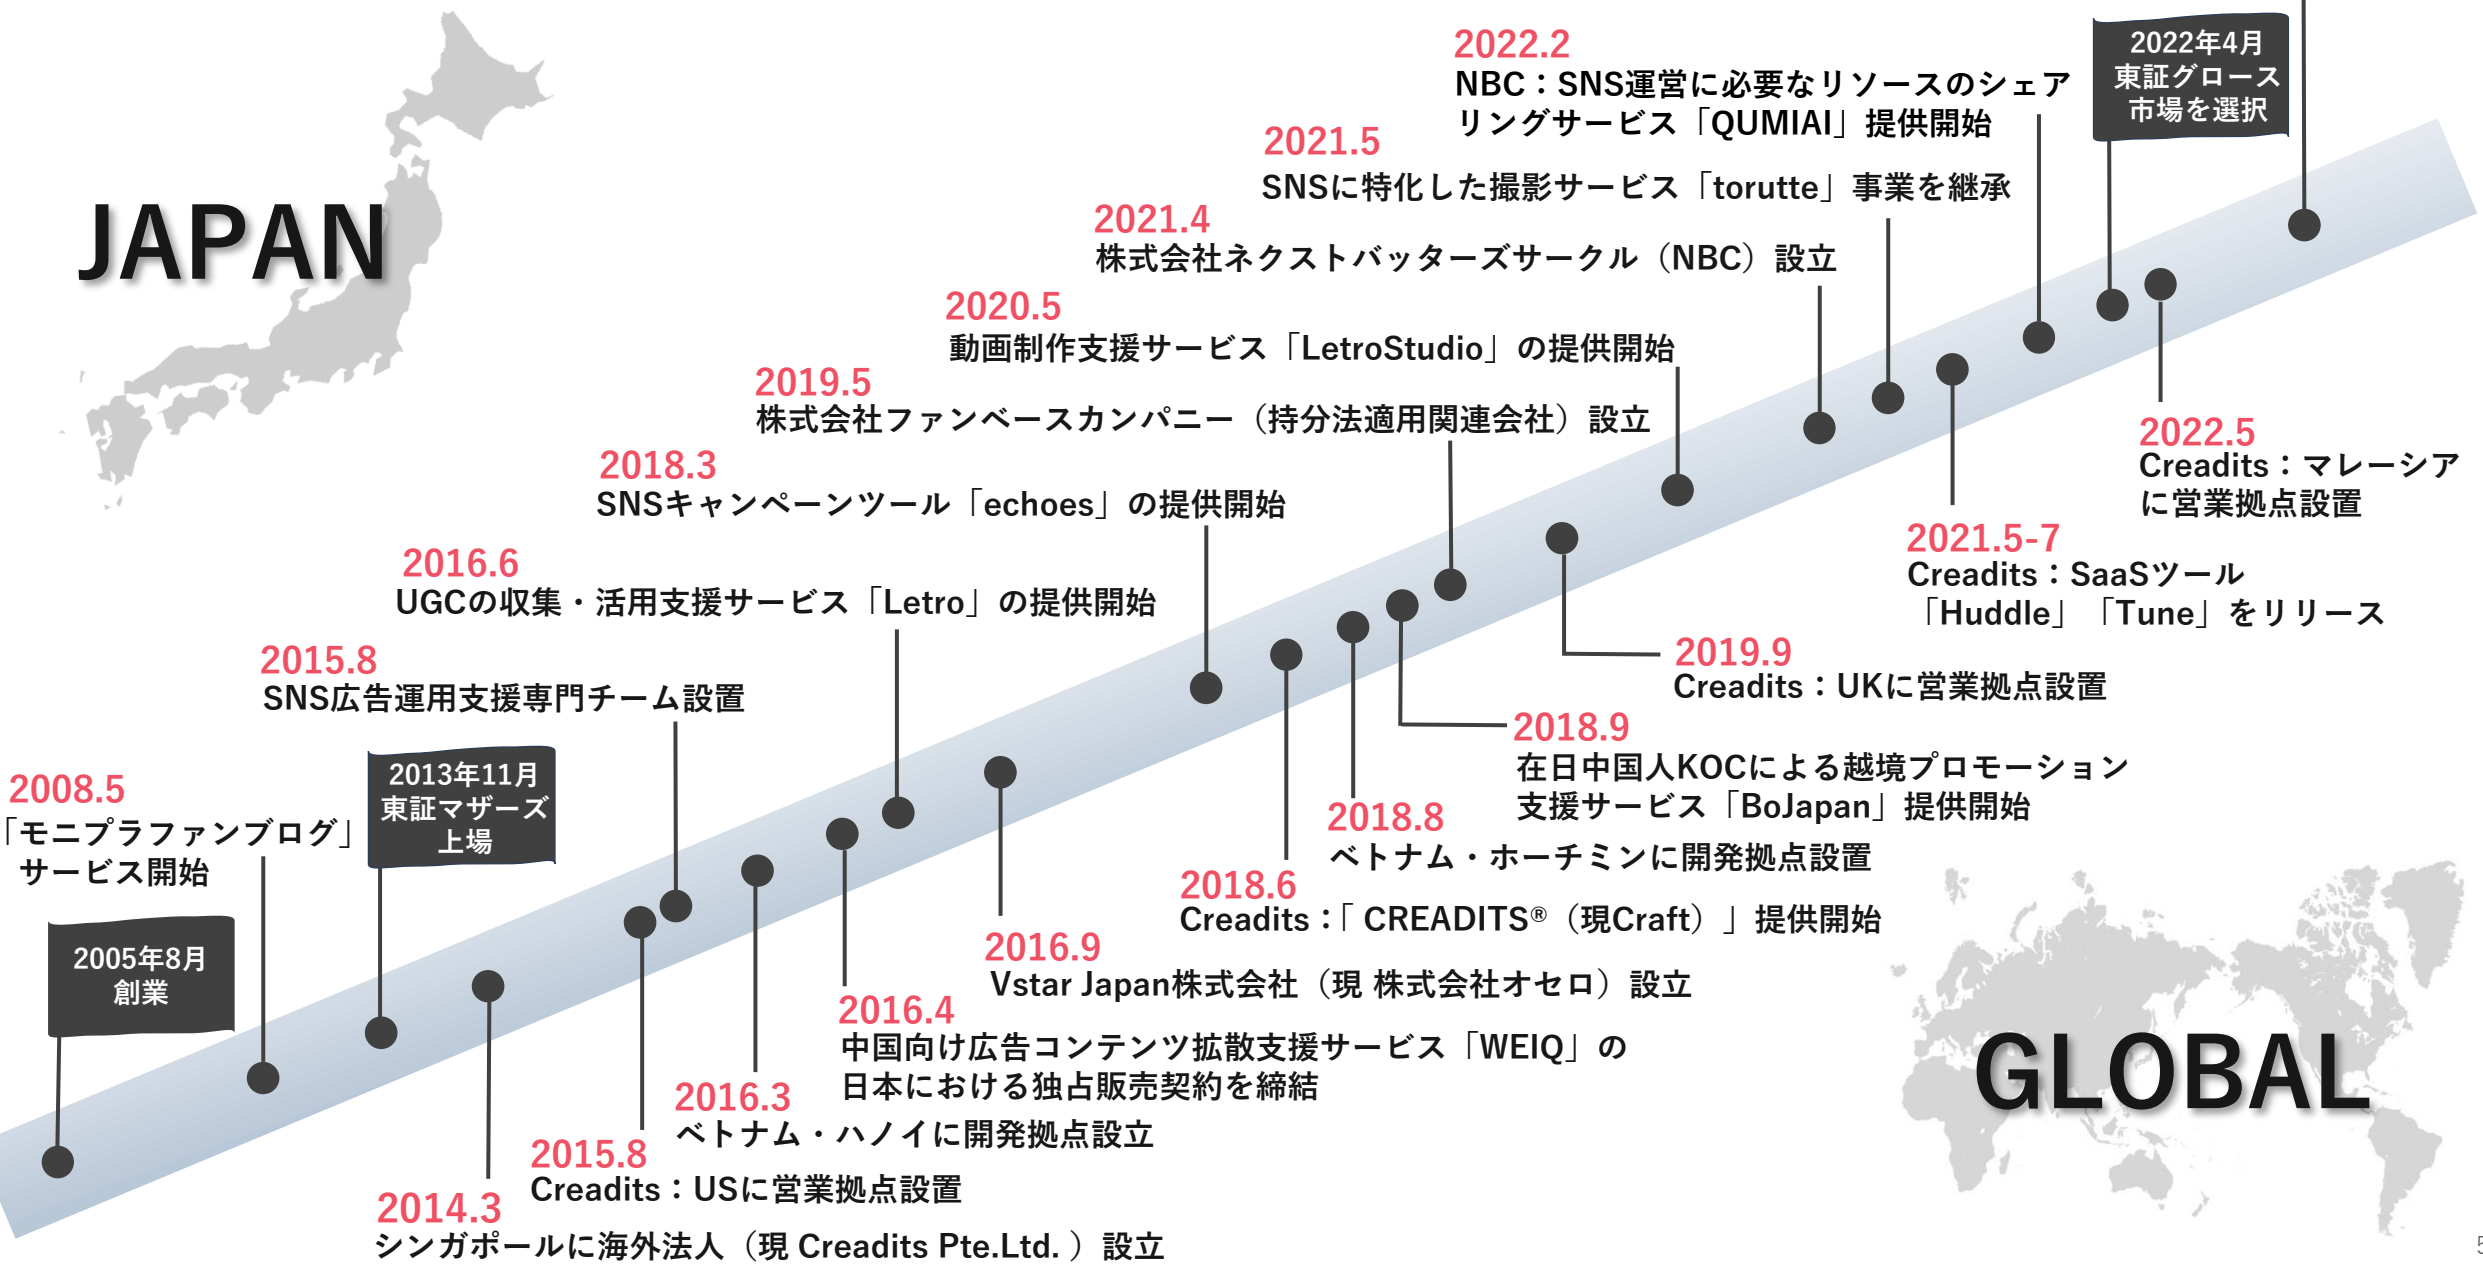 JAPAN
2022.2
NBC：SNS運営に必要なリソースのシェア
リングサービス「QUMIAI」提供開始
2022年4月
東証グロース
市場を選択
2021.5
SNSに特化した撮影サービス「torutte」事業を継承
2021.4
株式会社ネクストバッターズサークル（NBC）設立
2020.5
動画制作支援サービス「LetroStudio」の提供開始
2019.5
株式会社ファンベースカンパニー（持分法適用関連会社）設立
2018.3
SNSキャンペーンツール「echoes」の提供開始
2016.6
UGCの収集・活用支援サービス「Letro」の提供開始
2015.8
SNS広告運用支援専門チーム設置
2013年11月
東証マザーズ
上場
2008.5
「モニプラファンブログ」
サービス開始
2005年8月
創業
2022.5
Creadits：マレーシア
に営業拠点設置
2021.5-7
Creadits：SaaSツール
「Huddle」「Tune」をリリース
2019.9
Creadits：UKに営業拠点設置
2018.9
在日中国人KOCによる越境プロモーション
支援サービス「BoJapan」提供開始
2018.8
ベトナム・ホーチミンに開発拠点設置
2018.6
Creadits：「 CREADITS®（現Craft）」提供開始
2016.9
Vstar Japan株式会社（現 株式会社オセロ）設立
2016.4
中国向け広告コンテンツ拡散支援サービス「WEIQ」の
日本における独占販売契約を締結
2016.3
ベトナム・ハノイに開発拠点設立
2015.8
Creadits：USに営業拠点設置
2014.3
シンガポールに海外法人（現 Creadits Pte.Ltd. ）設立
GLOBAL
5